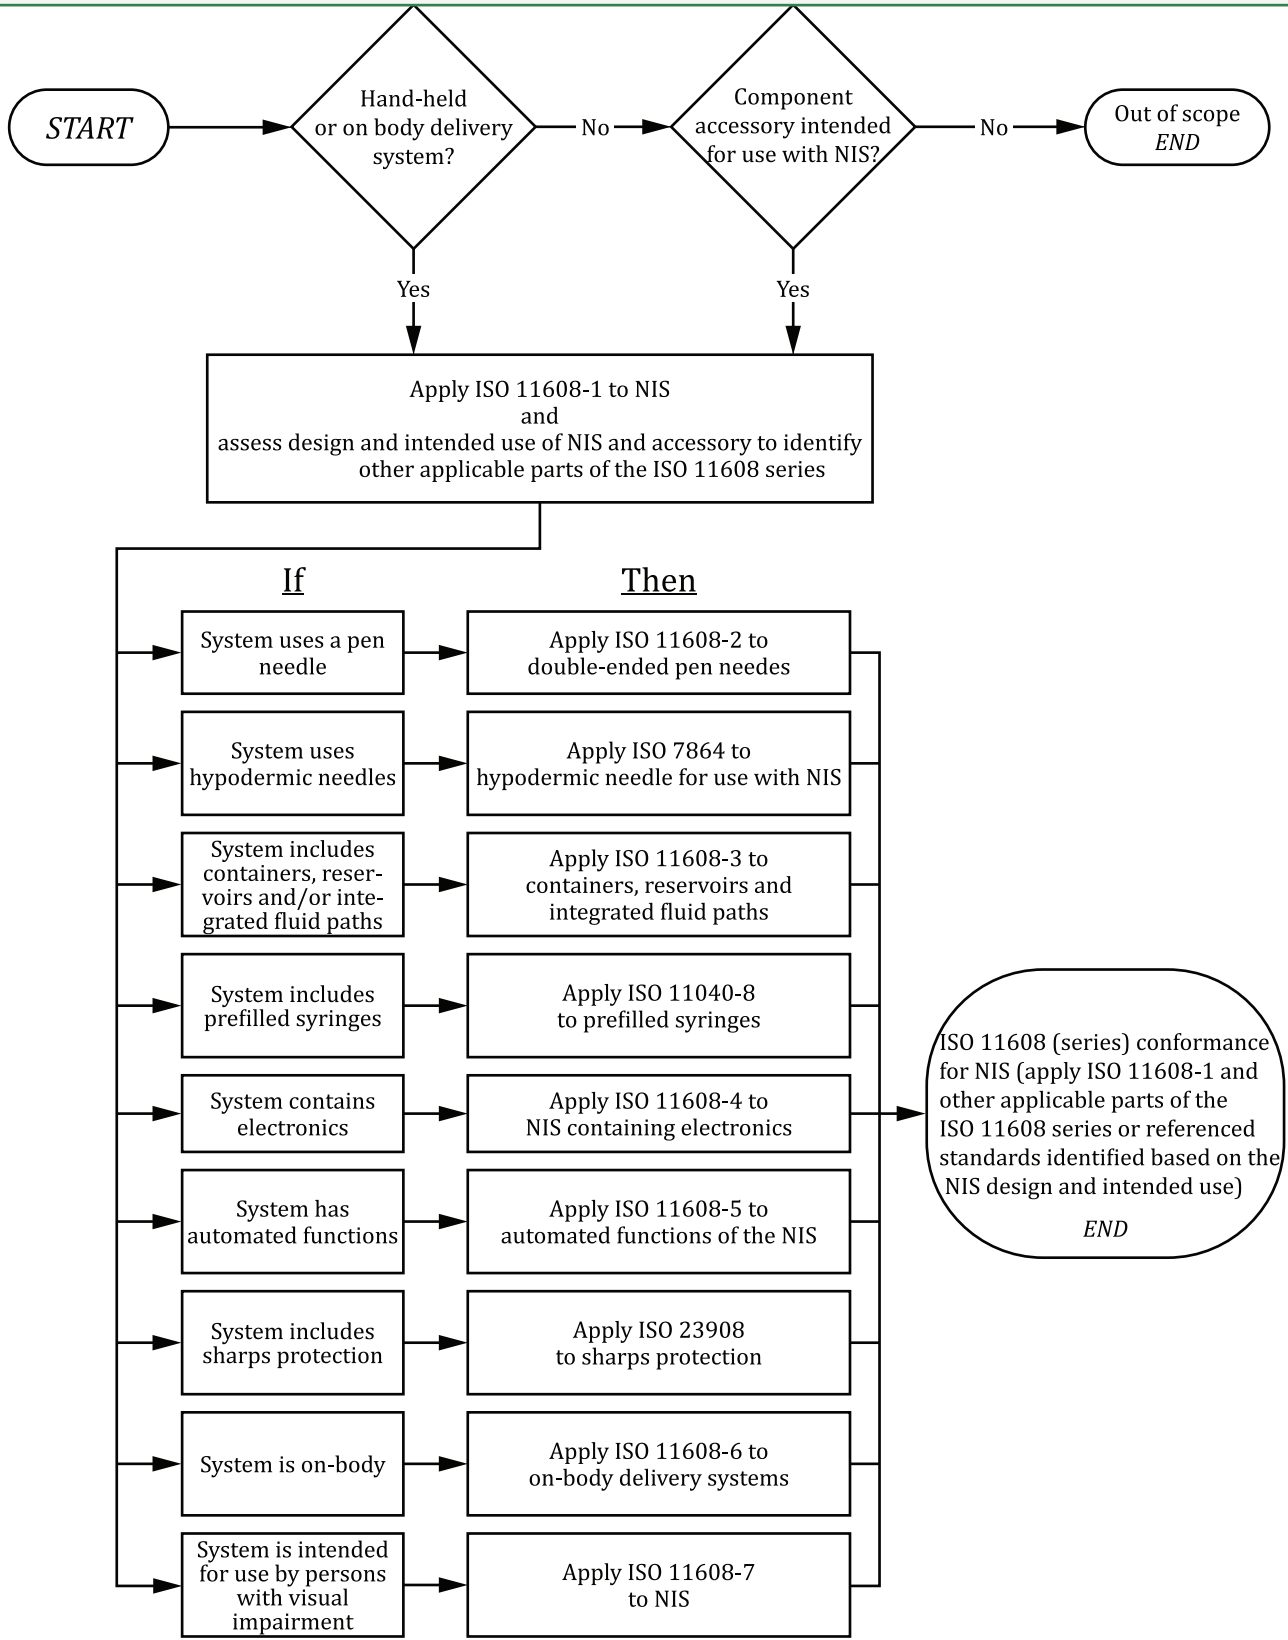 START
Hand-held
or on body delivery
system?
No
Component
accessory intended
for use with NIS?
No
Out of scope
END
Yes
Yes
Apply ISO 11608-1 to NIS
and
assess design and intended use of NIS and accessory to identify
other applicable parts of the ISO 11608 series
If
Then
System uses a pen
needle
Apply ISO 11608-2 to
double-ended pen needes
System uses
hypodermic needles
Apply ISO 7864 to
hypodermic needle for use with NIS
System includes
containers, reser-
voirs and/or inte-
grated fluid paths
Apply ISO 11608-3 to
containers, reservoirs and
integrated fluid paths
System includes
prefilled syringes
Apply ISO 11040-8
to prefilled syringes
System contains
electronics
Apply ISO 11608-4 to
NIS containing electronics
System has
automated functions
Apply ISO 11608-5 to
automated functions of the NIS
System includes
sharps protection
Apply ISO 23908
to sharps protection
System is on-body
Apply ISO 11608-6 to
on-body delivery systems
System is intended
for use by persons
with visual
impairment
Apply ISO 11608-7
to NIS
ISO 11608 (series) conformance
for NIS (apply ISO 11608-1 and
other applicable parts of the
ISO 11608 series or referenced
standards identified based on the
NIS design and intended use)
END